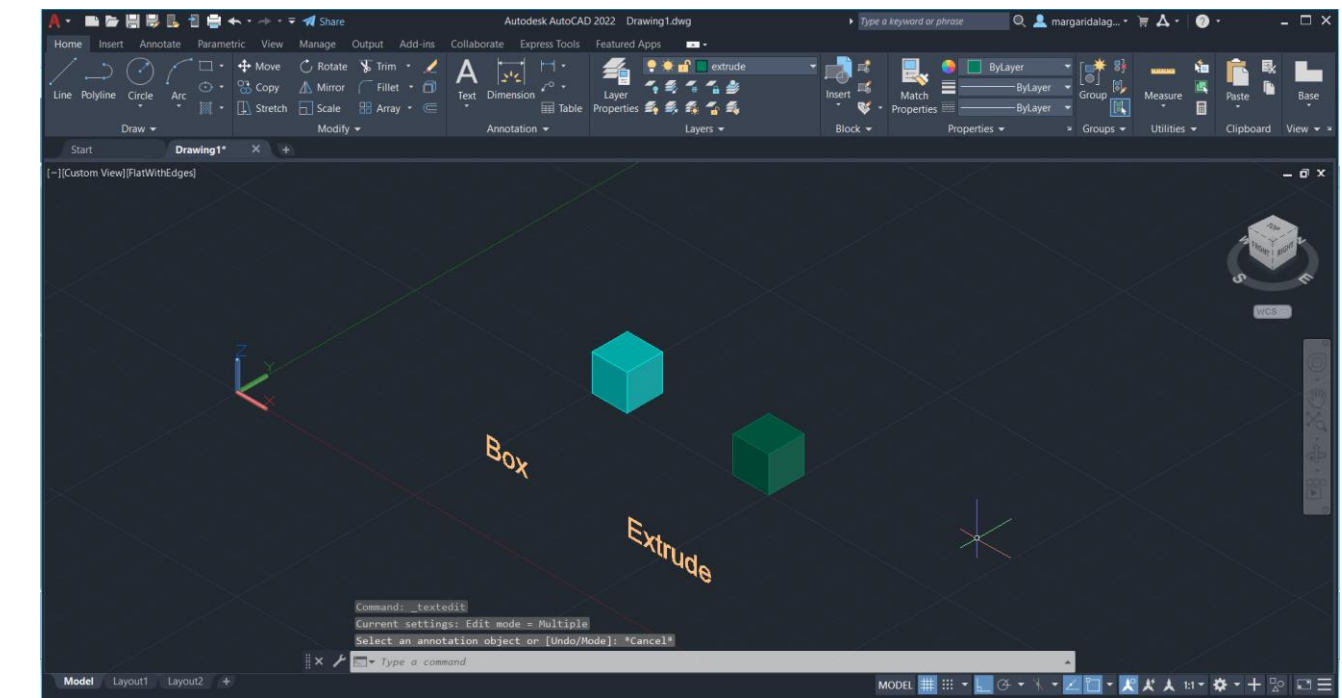 Share Autodesk AutoCAD 2022 Drawing1.dwg Type a keyword or phrase margaridalag...
Home Insert Annotate Parametric View Manage Output Add-ins Collaborate Express Tools Featured Apps
Line Polyline Circle Arc Move Rotate Trim Text Dimension Layer Properties extrude Insert Match Properties ByLayer Group Measure Paste Base
Copy Mirror Fillet ByLayer
Stretch Scale Array Table ByLayer
Draw Modify Annotation Layers Block Properties Groups Utilities Clipboard View
Start Drawing1* +
[−][Custom View][FlatWithEdges]
TOP
FRONT RIGHT
W N
S E
WCS
Z
Y
X
Box
Extrude
Command: _textedit
Current settings: Edit mode = Multiple
Select an annotation object or [Undo/Mode]: *Cancel*
Type a command
Model Layout1 Layout2 + MODEL 1:1